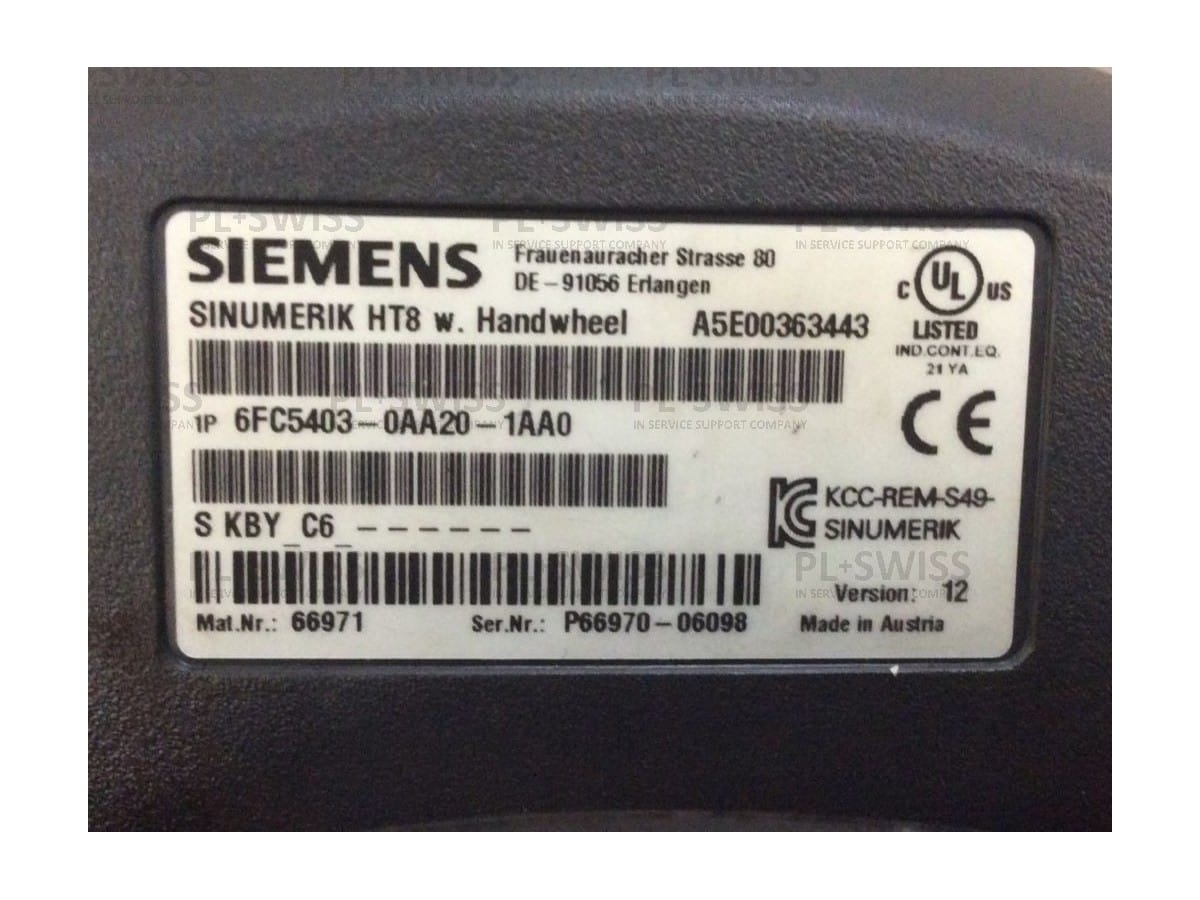 PL+SWISS
IN SERVICE SUPPORT COMPANY
SIEMENS
Frauenauracher Strasse 80
DE-91056 Erlangen
SINUMERIK HT8 w. Handwheel A5E00363443
C UL US
LISTED
IND.CONT.EQ.
21 YA
1P 6FC5403-0AA20-1AA0
CE
S KBY_C6_------
KCC-REM-S49-
SINUMERIK
Version: 12
Mat.Nr.: 66971 Ser.Nr.: P66970-06098 Made in Austria